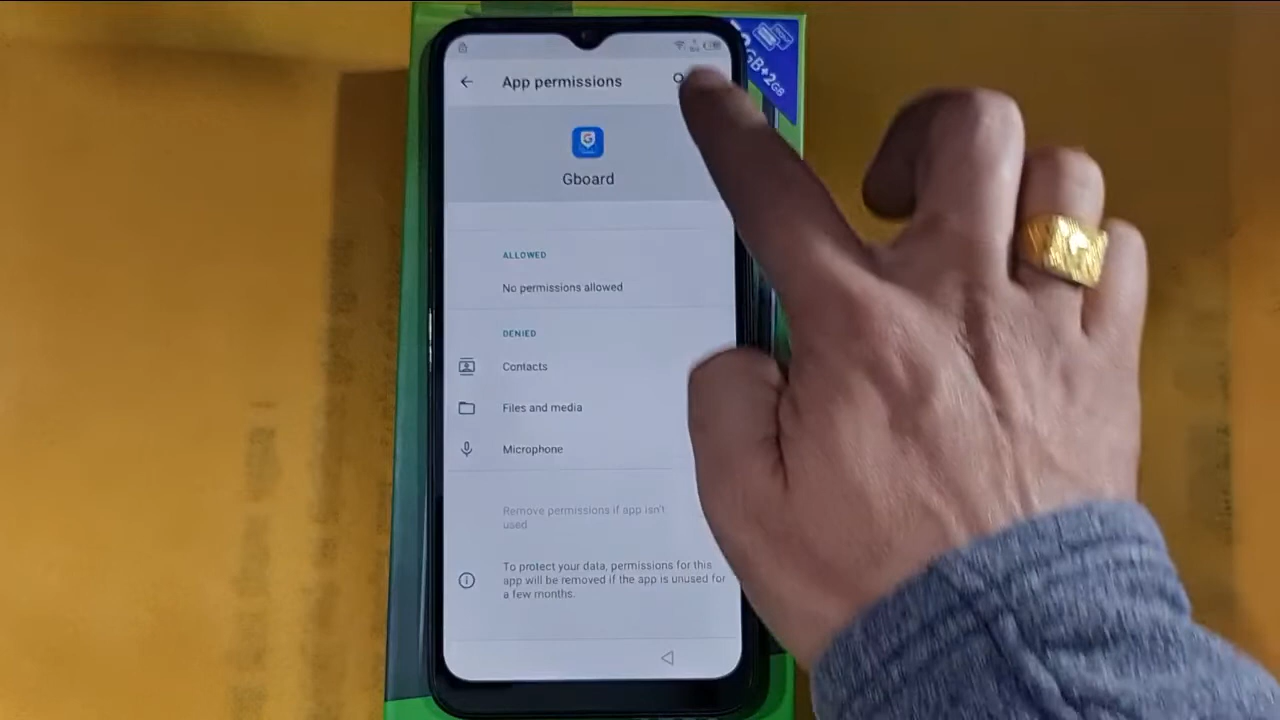 App permissions
Gboard
ALLOWED
No permissions allowed
DENIED
Contacts
Files and media
Microphone
Remove permissions if app isn't
used
To protect your data, permissions for this
app will be removed if the app is unused for
a few months.
GB+2GB